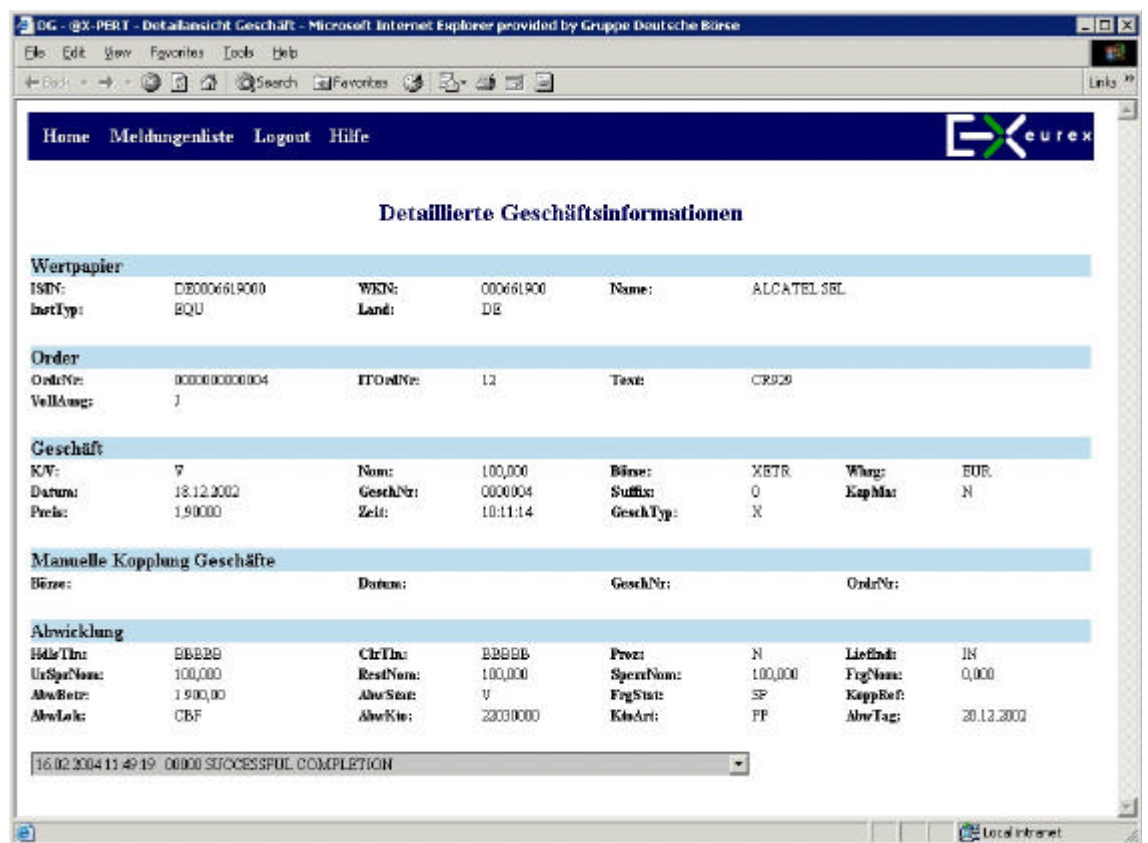 DG - @X-PERT - Detailansicht Geschäft - Microsoft Internet Explorer provided by Gruppe Deutsche Börse
File Edit View Favorites Tools Help
Back Search Favorites Links
Home Meldungenliste Logout Hilfe
eurex
Detaillierte Geschäftsinformationen
Wertpapier
ISIN: DE0006619000 WKN: 000661900 Name: ALCATEL SEL
InstTyp: EQU Land: DE
Order
OrdrNr: 0000000000004 ITOrdNr: 12 Text: CR929
VollAusg: J
Geschäft
K/V: V Nom: 100,000 Börse: XETR Whrg: EUR
Datum: 18.12.2002 GeschNr: 0000004 Suffix: 0 KapMa: N
Preis: 1,90000 Zeit: 10:11:14 GeschTyp: X
Manuelle Kopplung Geschäfte
Börse: Datum: GeschNr: OrdrNr:
Abwicklung
HdlsTln: BBBBB ClrTln: BBBBB Proz: N LiefInd: IN
UrSprNom: 100,000 RestNom: 100,000 SperrNom: 100,000 FrgNom: 0,000
AbwBetr: 1.900,00 AbwStat: FrgStat: SP KoppRef:
AbwLok: CBF AbwKto: 22030000 KtoArt: PP AbwTag: 20.12.2002
16.02.2004 11:49:19 00000 SUCCESSFUL COMPLETION
Local intranet